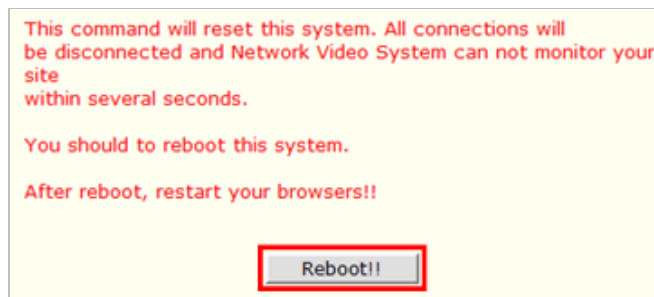 This command will reset this system. All connections will
be disconnected and Network Video System can not monitor your
site
within several seconds.
You should to reboot this system.
After reboot, restart your browsers!!
Reboot!!